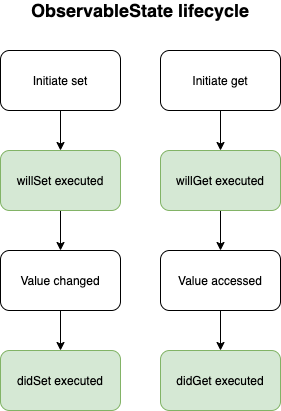 ObservableState lifecycle
Initiate set
Initiate get
willSet executed
willGet executed
Value changed
Value accessed
didSet executed
didGet executed